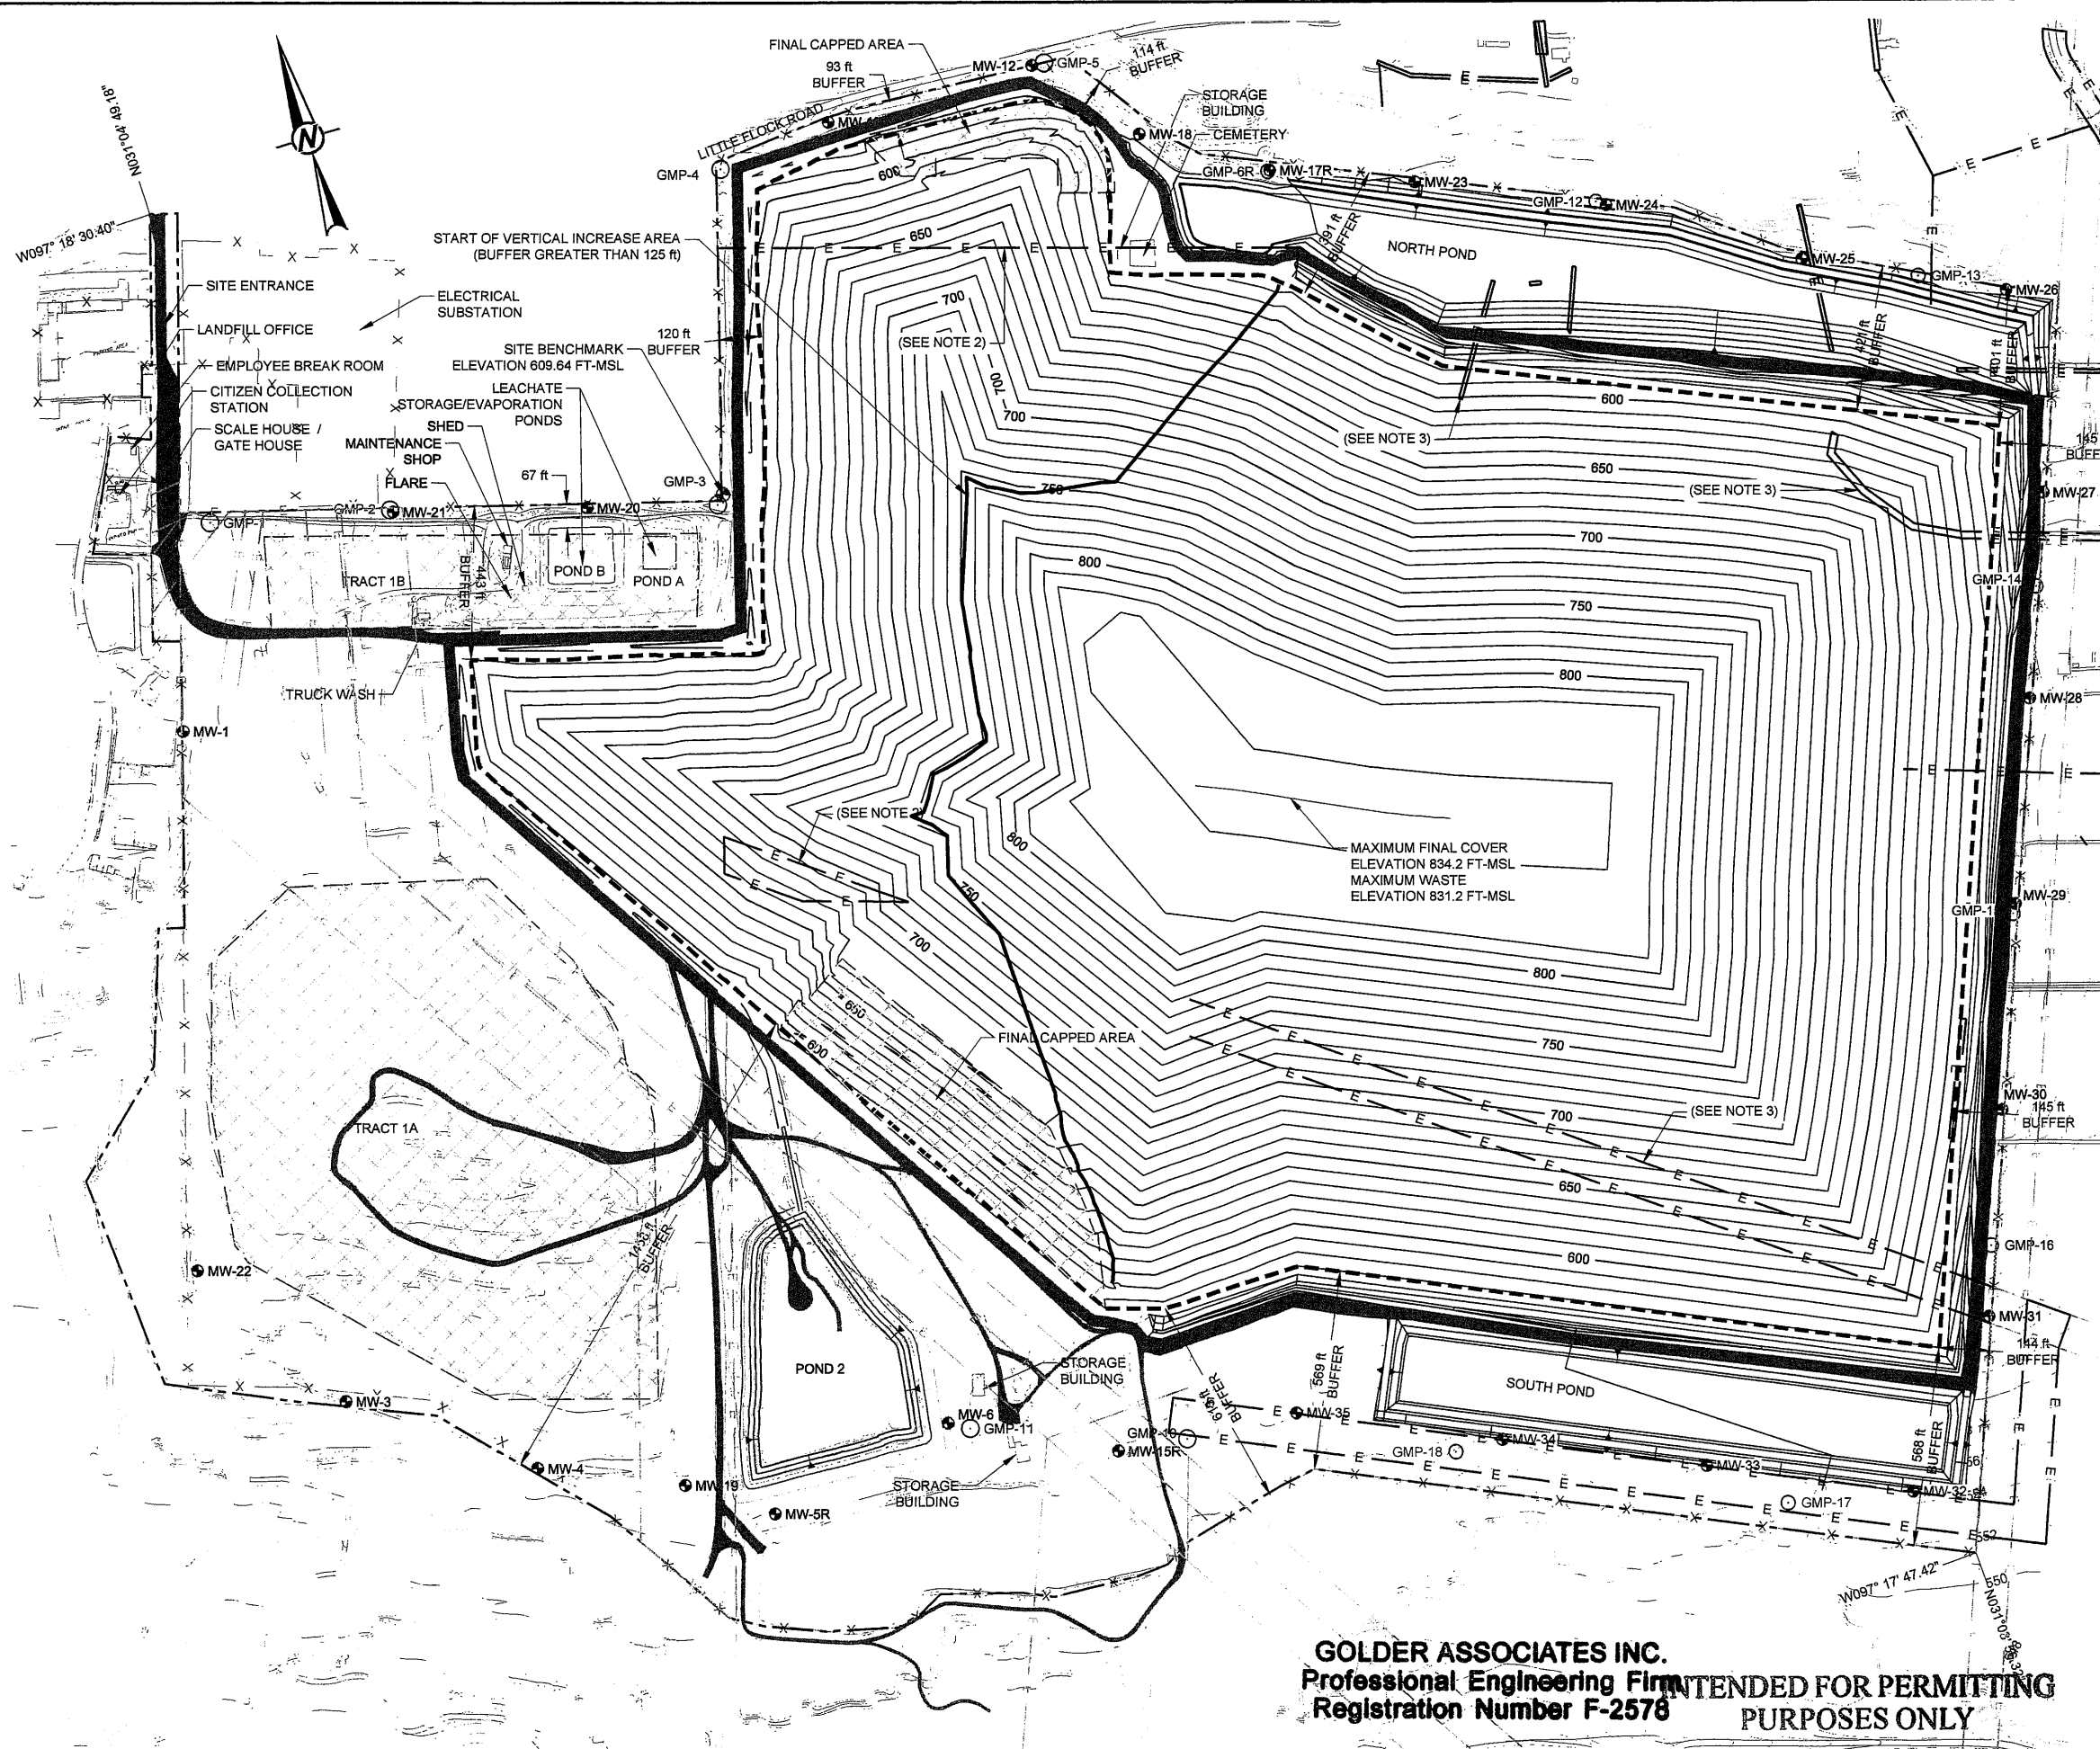 FINAL CAPPED AREA
93 ft
BUFFER
MW-12
GMP-5
114 ft
BUFFER
STORAGE
BUILDING
LITTLE FLOCK ROAD
MW-18
CEMETERY
GMP-4
GMP-6R
MW-17R
MW-23
GMP-12
MW-24
N031° 04' 49.18"
W097° 18' 30.40"
N
600
START OF VERTICAL INCREASE AREA
(BUFFER GREATER THAN 125 ft)
650
391 ft
BUFFER
NORTH POND
MW-25
GMP-13
MW-26
SITE ENTRANCE
ELECTRICAL
SUBSTATION
LANDFILL OFFICE
700
(SEE NOTE 2)
120 ft
BUFFER
SITE BENCHMARK
ELEVATION 609.64 FT-MSL
EMPLOYEE BREAK ROOM
CITIZEN COLLECTION
STATION
LEACHATE
STORAGE/EVAPORATION
PONDS
700
700
BUFFER
BUFFER
600
SCALE HOUSE /
GATE HOUSE
SHED
MAINTENANCE
SHOP
FLARE
(SEE NOTE 3)
145
BUFF
650
67 ft
GMP-3
750
(SEE NOTE 3)
MW-27
GMP-2
MW-21
MW-20
700
443 ft
BUFFER
POND B
POND A
TRACT 1B
800
GMP-14
750
800
TRUCK WASH
MW-28
MW-1
(SEE NOTE
800
MAXIMUM FINAL COVER
ELEVATION 834.2 FT-MSL
MAXIMUM WASTE
ELEVATION 831.2 FT-MSL
750
MW-29
700
800
650
600
FINAL CAPPED AREA
750
MW-30
145 ft
BUFFER
700
(SEE NOTE 3)
TRACT 1A
650
BUFFER
600
GMP-16
MW-22
MW-31
144 ft
BUFFER
POND 2
STORAGE
BUILDING
569 ft
BUFFER
BUFFER
SOUTH POND
MW-3
MW-6
GMP-11
MW-35
GMP-10
MW-15R
GMP-18
MW-34
568 ft
BUFFER
MW-4
MW-33
MW-19
STORAGE
BUILDING
MW-5R
GMP-17
MW-32
552
W097° 17' 47.42"
550
GOLDER ASSOCIATES INC.
Professional Engineering Firm
Registration Number F-2578
INTENDED FOR PERMITTING
PURPOSES ONLY